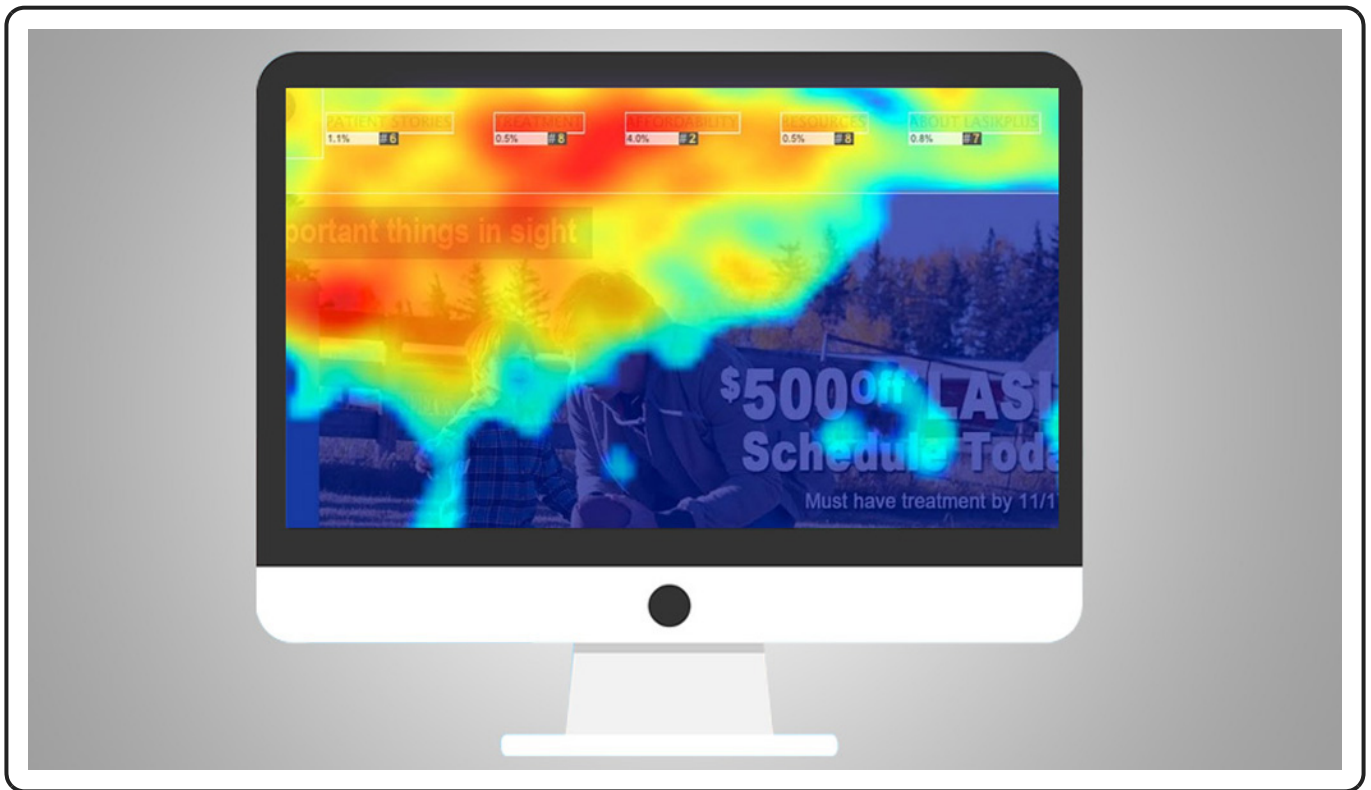 PATIENT STORIES TREATMENT AFFORDABILITY RESOURCES ABOUT LASIKPLUS
1.1% #6 0.5% #8 4.0% #2 0.5% #8 0.8% #7
portant things in sight
$500 Off LASI
Schedule Toda
Must have treatment by 11/1